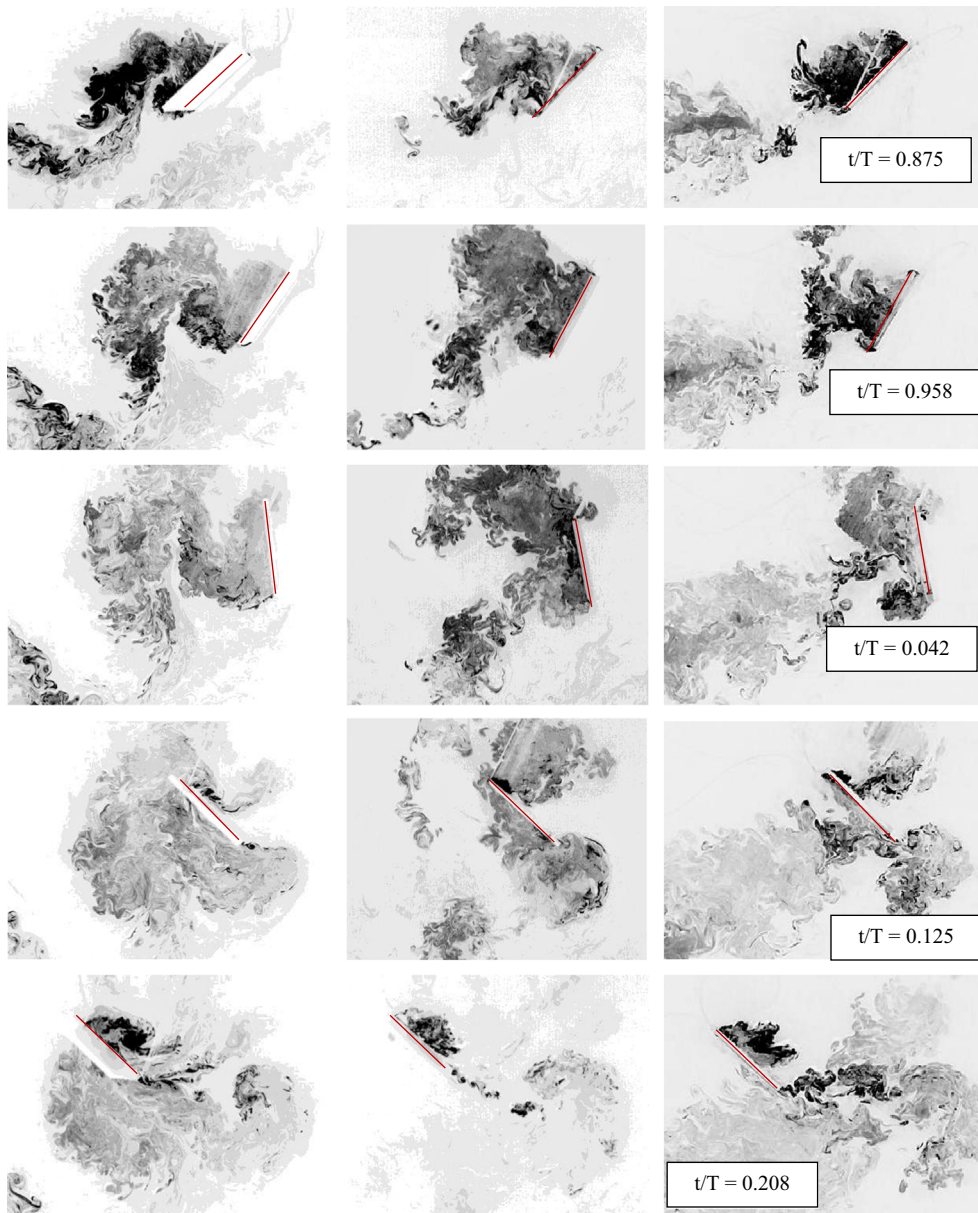 t/T = 0.875
t/T = 0.958
t/T = 0.042
t/T = 0.125
t/T = 0.208